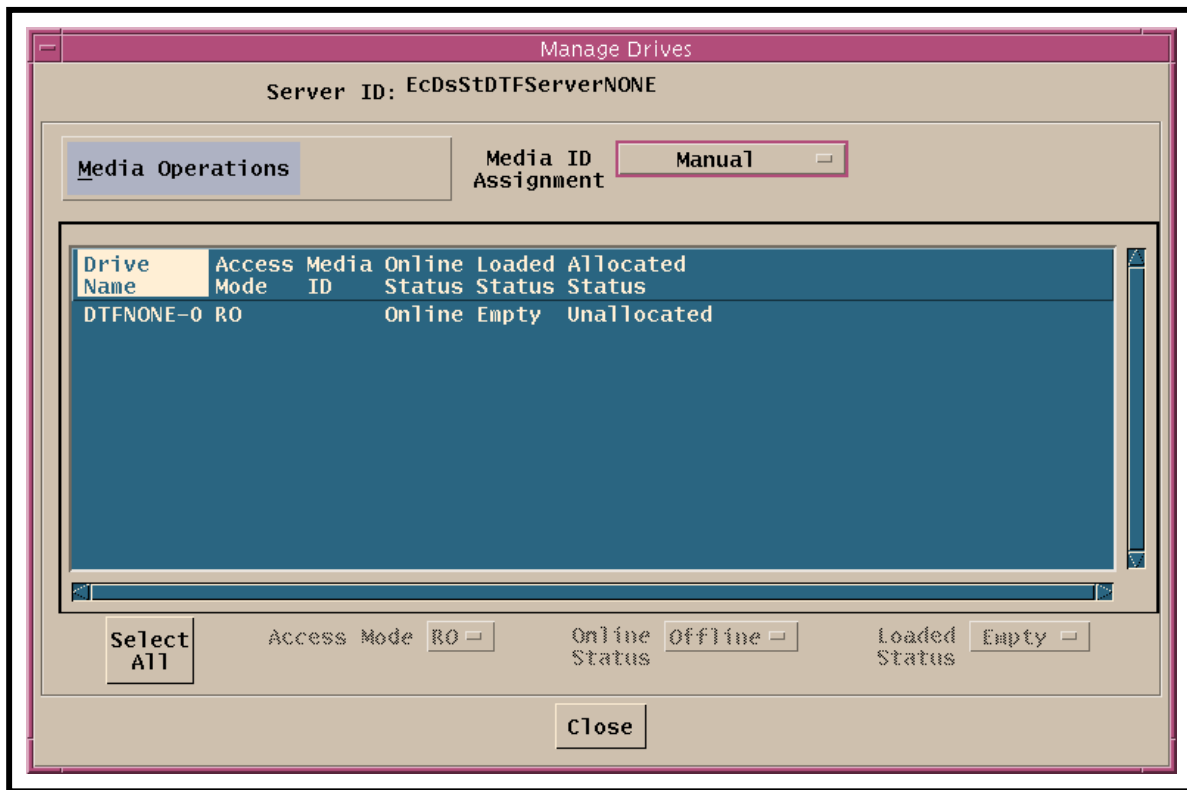 Manage Drives
Server ID: EcDsStDTFServerNONE
Media Operations
Media ID
Assignment
Manual
Drive Access Media Online Loaded Allocated
Name Mode ID Status Status Status
DTFNONE-0 RO Online Empty Unallocated
Select
All
Access Mode RO
Online
Status
Offline
Loaded
Status
Empty
Close